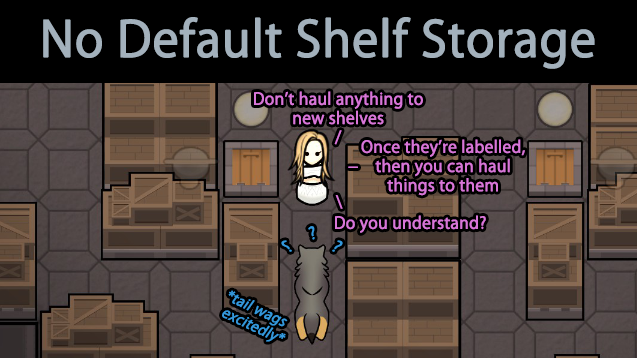 No Default Shelf Storage
Don't haul anything to
new shelves
Once they're labelled,
then you can haul
things to them
Do you understand?
? ? ?
*tail wags
excitedly*